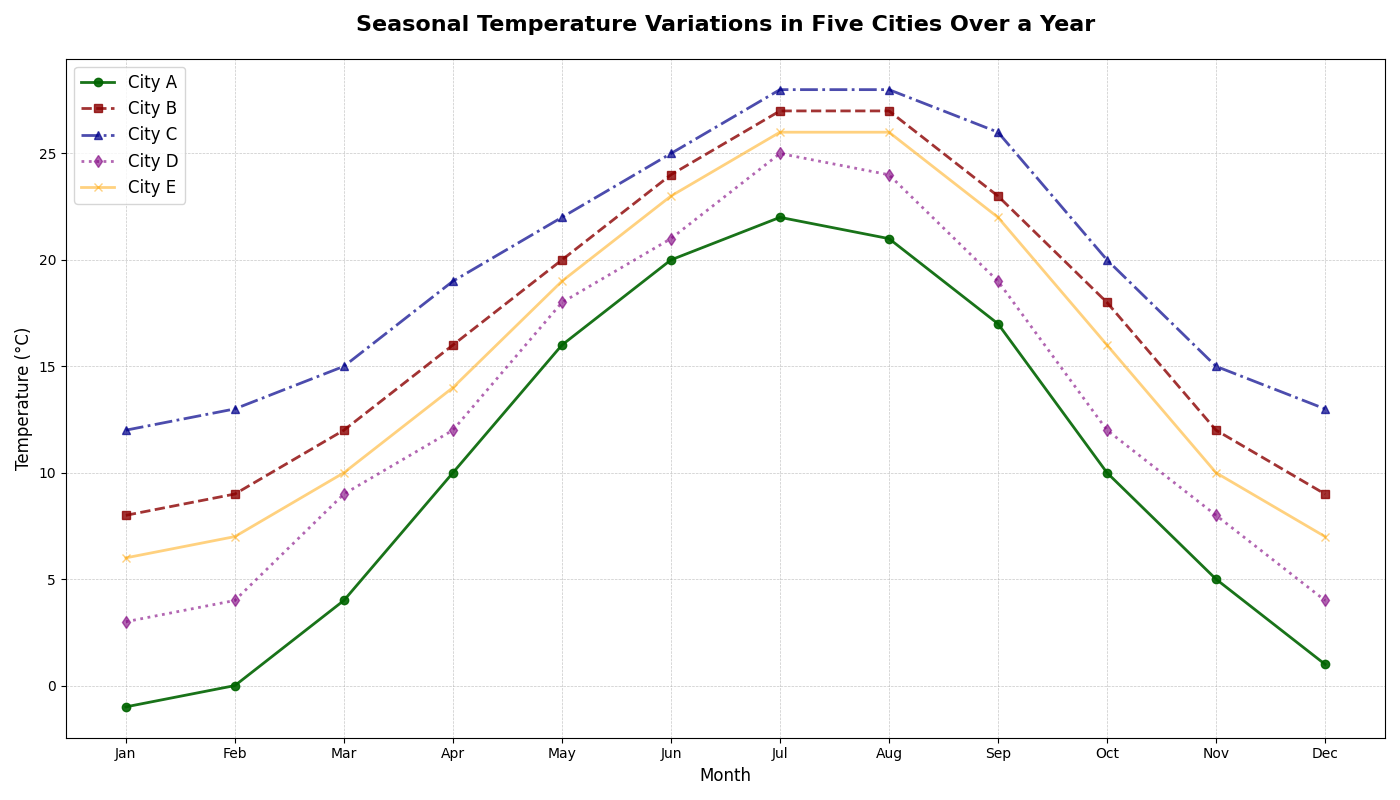 Seasonal Temperature Variations in Five Cities Over a Year
City A
City B
City C
City D
City E
Temperature (°C)
25
20
15
10
5
0
Jan Feb Mar Apr May Jun Jul Aug Sep Oct Nov Dec
Month